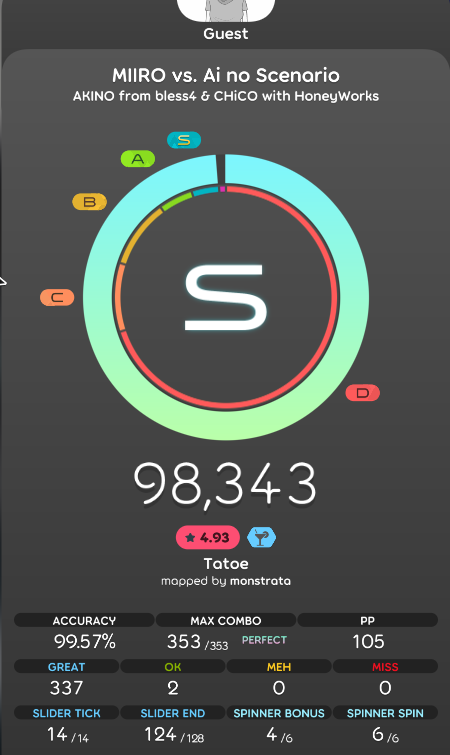 Guest
MIIRO vs. Ai no Scenario
AKINO from bless4 & CHiCO with HoneyWorks
S
A
B
C
S
D
98,343
4.93
Tatoe
mapped by monstrata
ACCURACY MAX COMBO PP
99.57% 353 /353 PERFECT 105
GREAT OK MEH MISS
337 2 0 0
SLIDER TICK SLIDER END SPINNER BONUS SPINNER SPIN
14 /14 124 /128 4 /6 6 /6